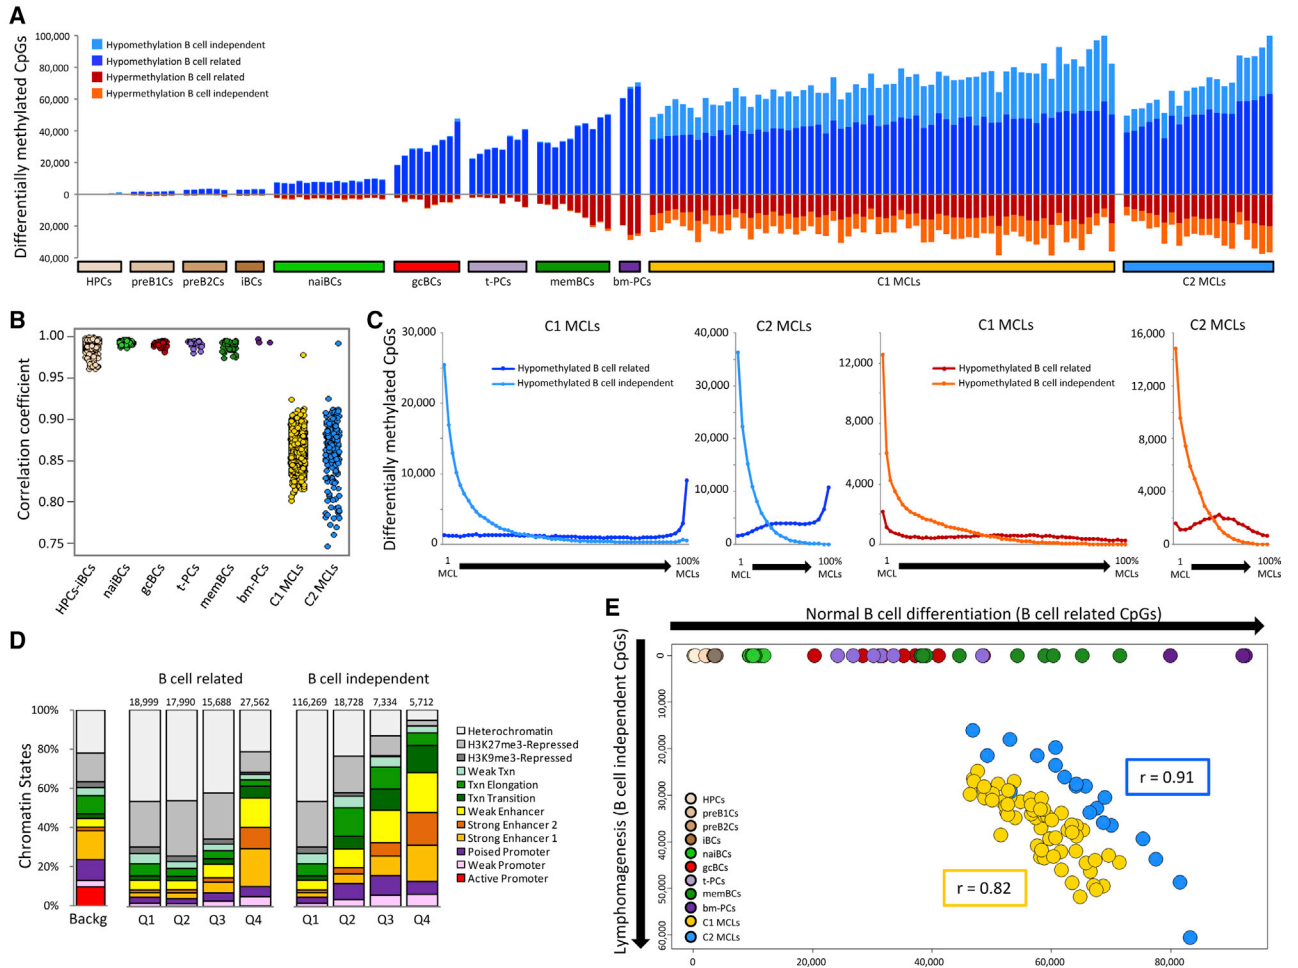 A
Differentially methylated CpGs
100,000
80,000
60,000
40,000
20,000
0
20,000
40,000
Hypomethylation B cell independent
Hypomethylation B cell related
Hypermethylation B cell related
Hypermethylation B cell independent
HPCs preB1Cs preB2Cs iBCs naiBCs gcBCs t-PCs memBCs bm-PCs C1 MCLs C2 MCLs
B
Correlation coefficient
1.00
0.95
0.90
0.85
0.80
0.75
HPCs-iBCs naiBCs gcBCs t-PCs memBCs bm-PCs C1 MCLs C2 MCLs
C
Differentially methylated CpGs
C1 MCLs
30,000
20,000
10,000
0
Hypomethylated B cell related
Hypomethylated B cell independent
1 MCL
100% MCLs
C2 MCLs
40,000
30,000
20,000
10,000
0
1 MCL
100% MCLs
C1 MCLs
12,000
8,000
4,000
0
Hypomethylated B cell related
Hypomethylated B cell independent
1 MCL
100% MCLs
C2 MCLs
16,000
12,000
8,000
4,000
0
1 MCL
100% MCLs
D
Chromatin States
B cell related
B cell independent
18,999 17,990 15,688 27,562
116,269 18,728 7,334 5,712
100%
80%
60%
40%
20%
0%
Backg Q1 Q2 Q3 Q4 Q1 Q2 Q3 Q4
Heterochromatin
H3K27me3-Repressed
H3K9me3-Repressed
Weak Txn
Txn Elongation
Txn Transition
Weak Enhancer
Strong Enhancer 2
Strong Enhancer 1
Poised Promoter
Weak Promoter
Active Promoter
E
Normal B cell differentiation (B cell related CpGs)
Lymphomagenesis (B cell independent CpGs)
0
10,000
20,000
30,000
40,000
50,000
60,000
HPCs
preB1Cs
preB2Cs
iBCs
naiBCs
gcBCs
t-PCs
memBCs
bm-PCs
C1 MCLs
C2 MCLs
r = 0.91
r = 0.82
0 20,000 40,000 60,000 80,000